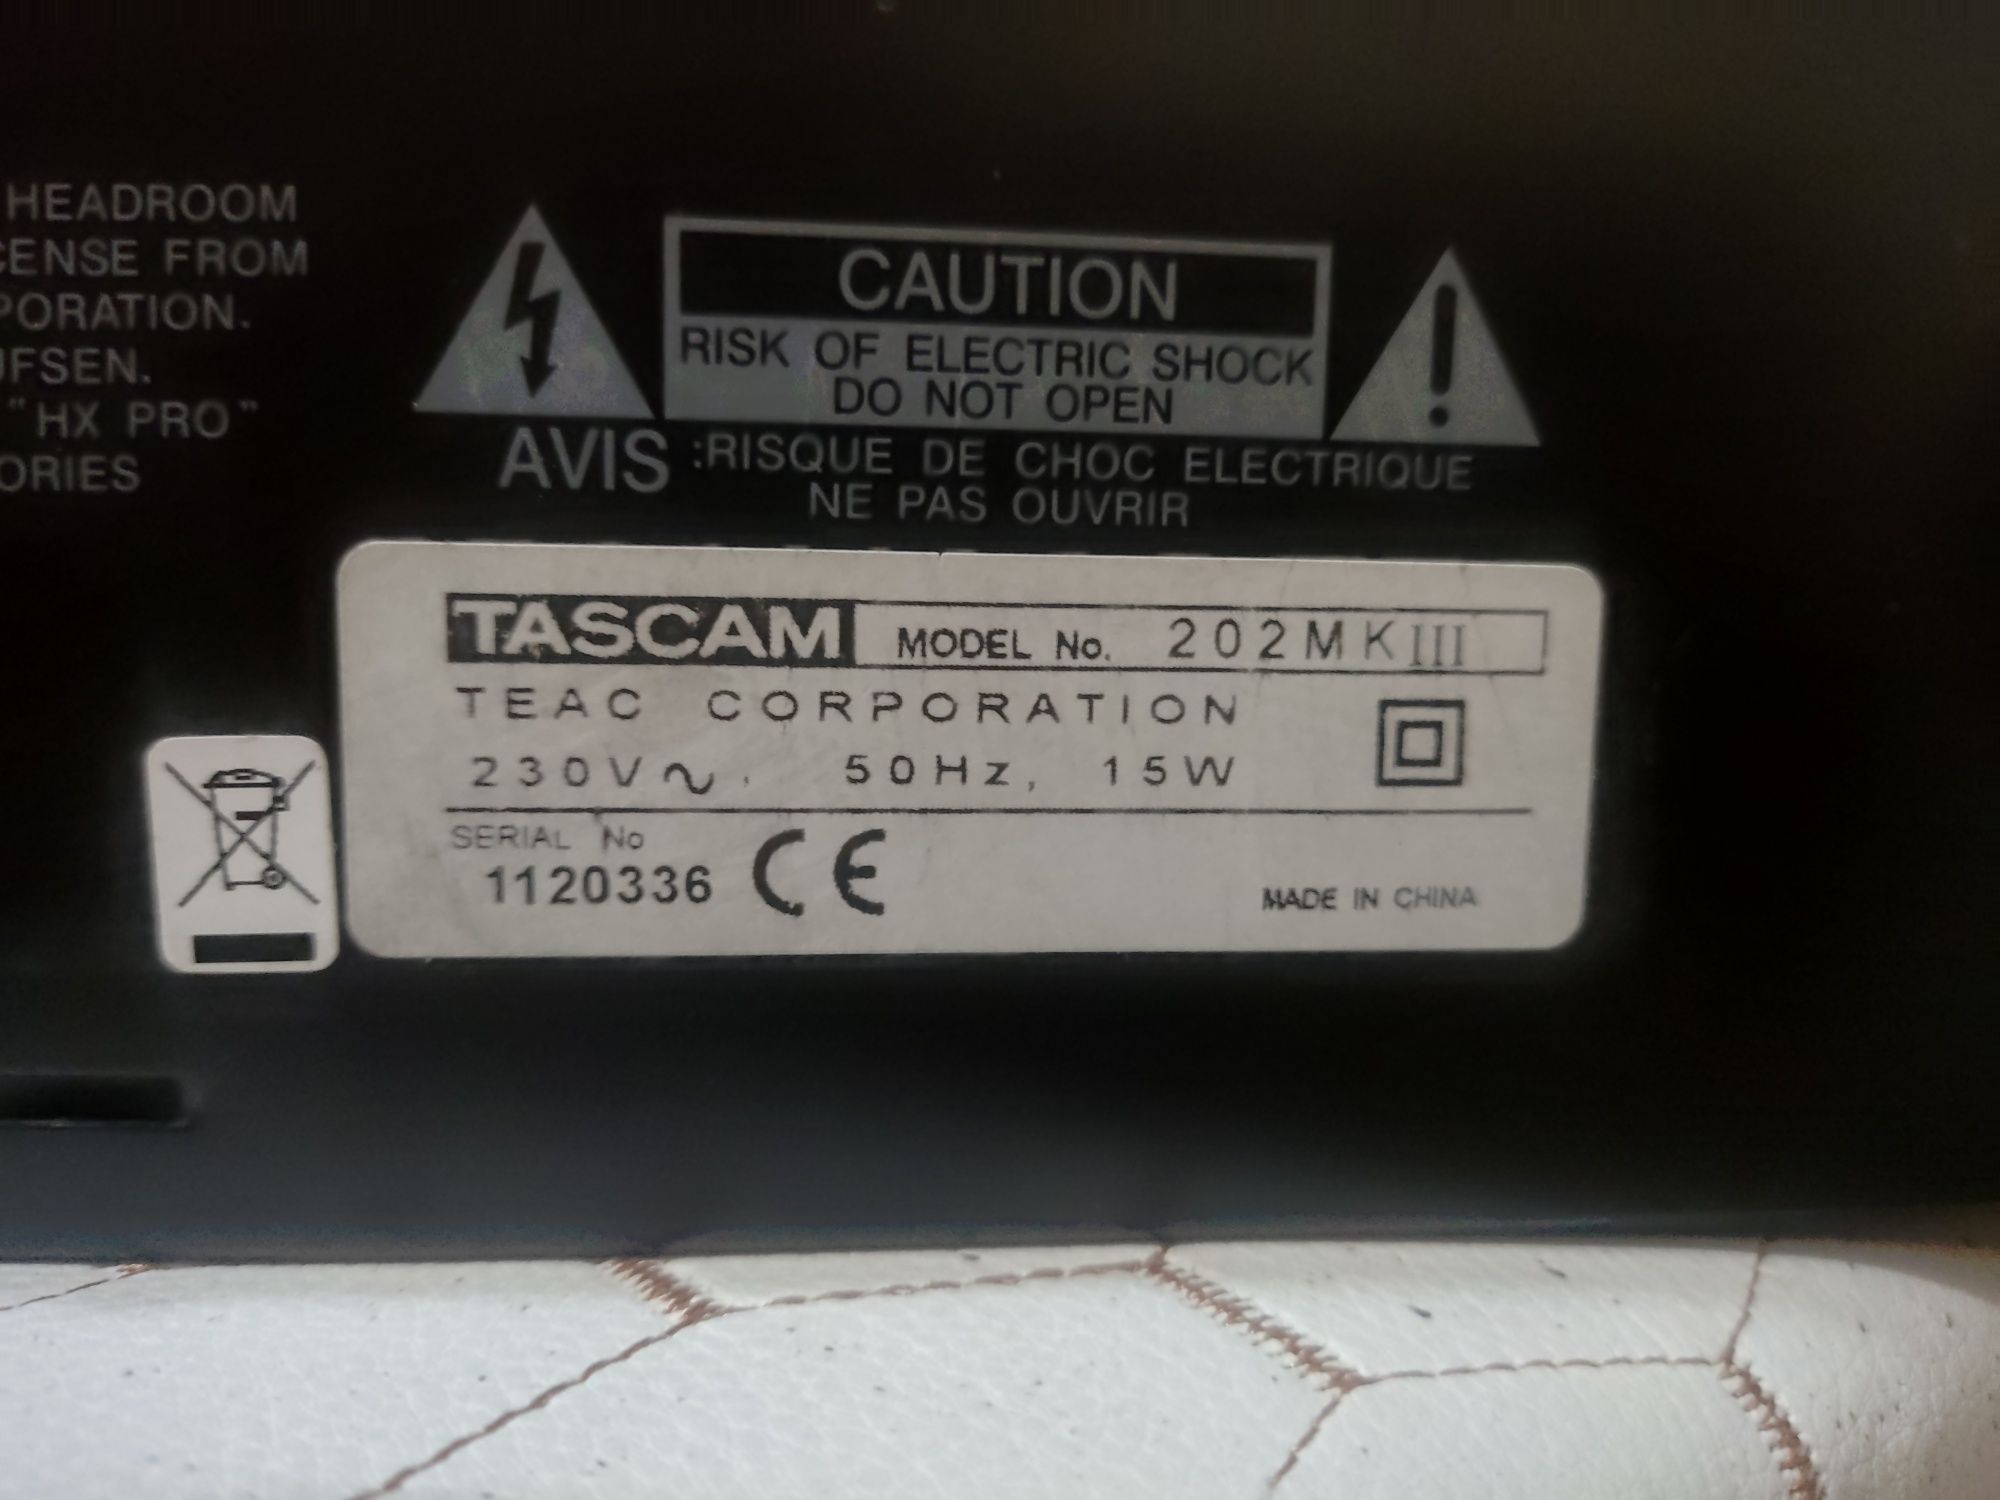 HEADROOM
CENSE FROM
PORATION.
UFSEN.
"HX PRO"
ORIES
CAUTION
RISK OF ELECTRIC SHOCK
DO NOT OPEN
AVIS :RISQUE DE CHOC ELECTRIQUE
NE PAS OUVRIR
TASCAM MODEL No. 202MKIII
TEAC CORPORATION
230V~. 50Hz, 15W
SERIAL No
1120336 CE
MADE IN CHINA